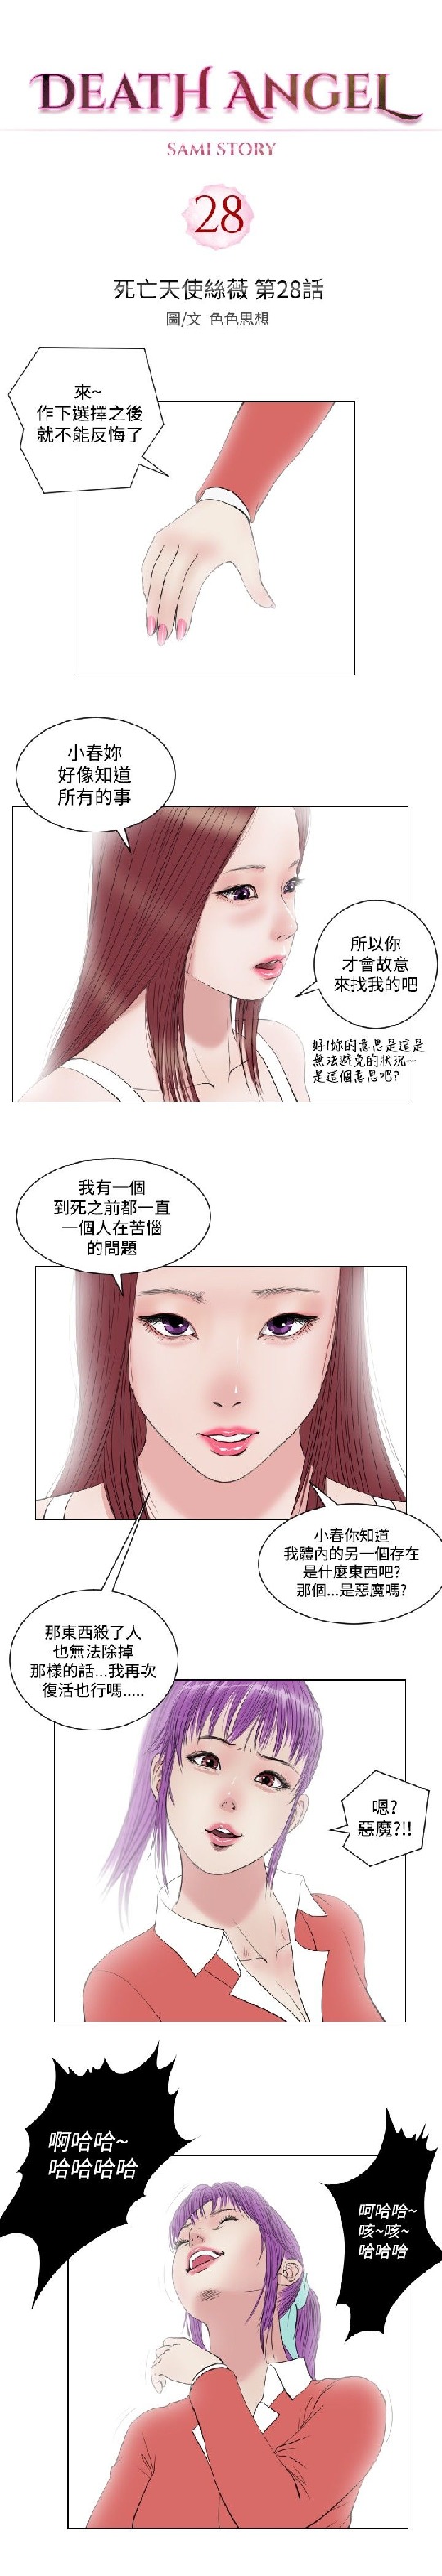 DEATH ANGEL
SAMI STORY
28
死亡天使絲薇 第28話
圖/文 色色思想
來~
作下選擇之後
就不能反悔了
小春妳
好像知道
所有的事
所以你
才會故意
來找我的吧
好!妳的意思是這是
無法避免的狀況…
是這個意思吧?
我有一個
到死之前都一直
一個人在苦惱
的問題
小春你知道
我體內的另一個存在
是什麼東西吧?
那個...是惡魔嗎?
那東西殺了人
也無法除掉
那樣的話...我再次
復活也行嗎.....
嗯?
惡魔?!!
啊哈哈~
哈哈哈哈
呵哈哈~
咳~咳~
哈哈哈